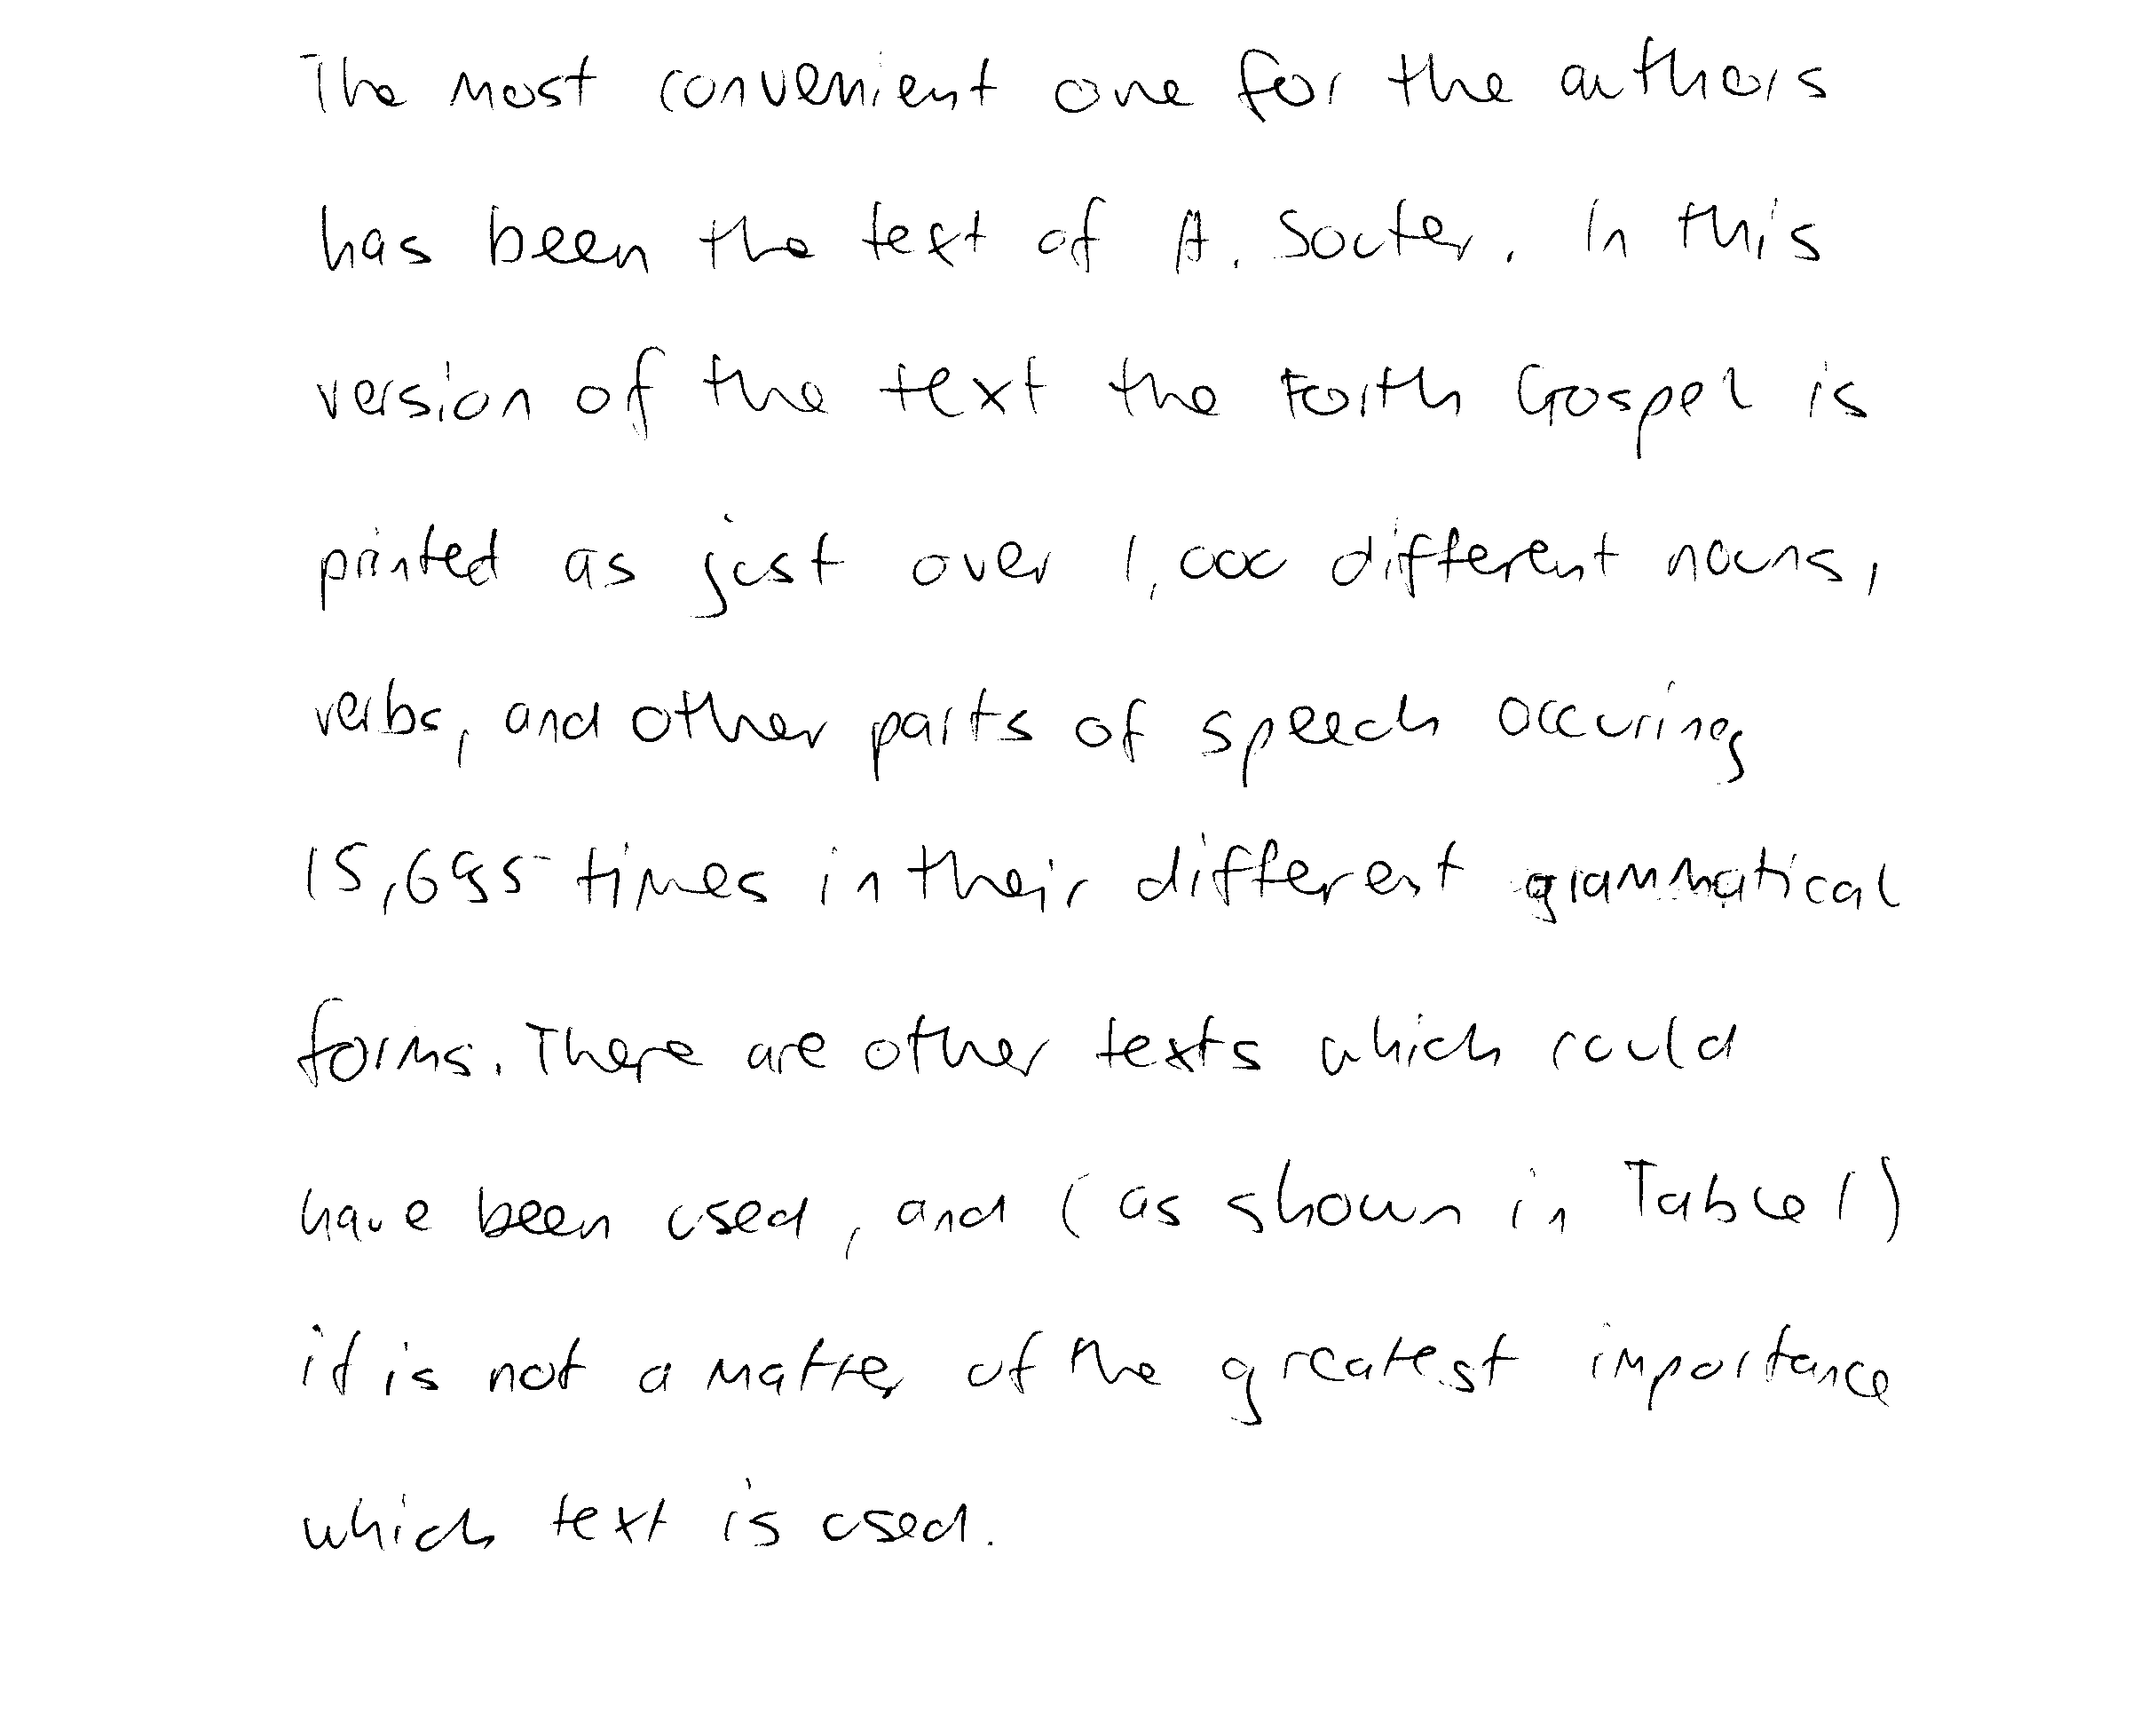 The most convenient one for the authors
has been the text of A. Souter. In this
version of the text the Forth Gospel is
printed as just over 1,000 different nouns,
verbs, and other parts of speech occuring
15,695 times in their different grammatical
forms. There are other texts which could
have been used, and (as shown in Table 1)
it is not a matter of the greatest importance
which text is used.